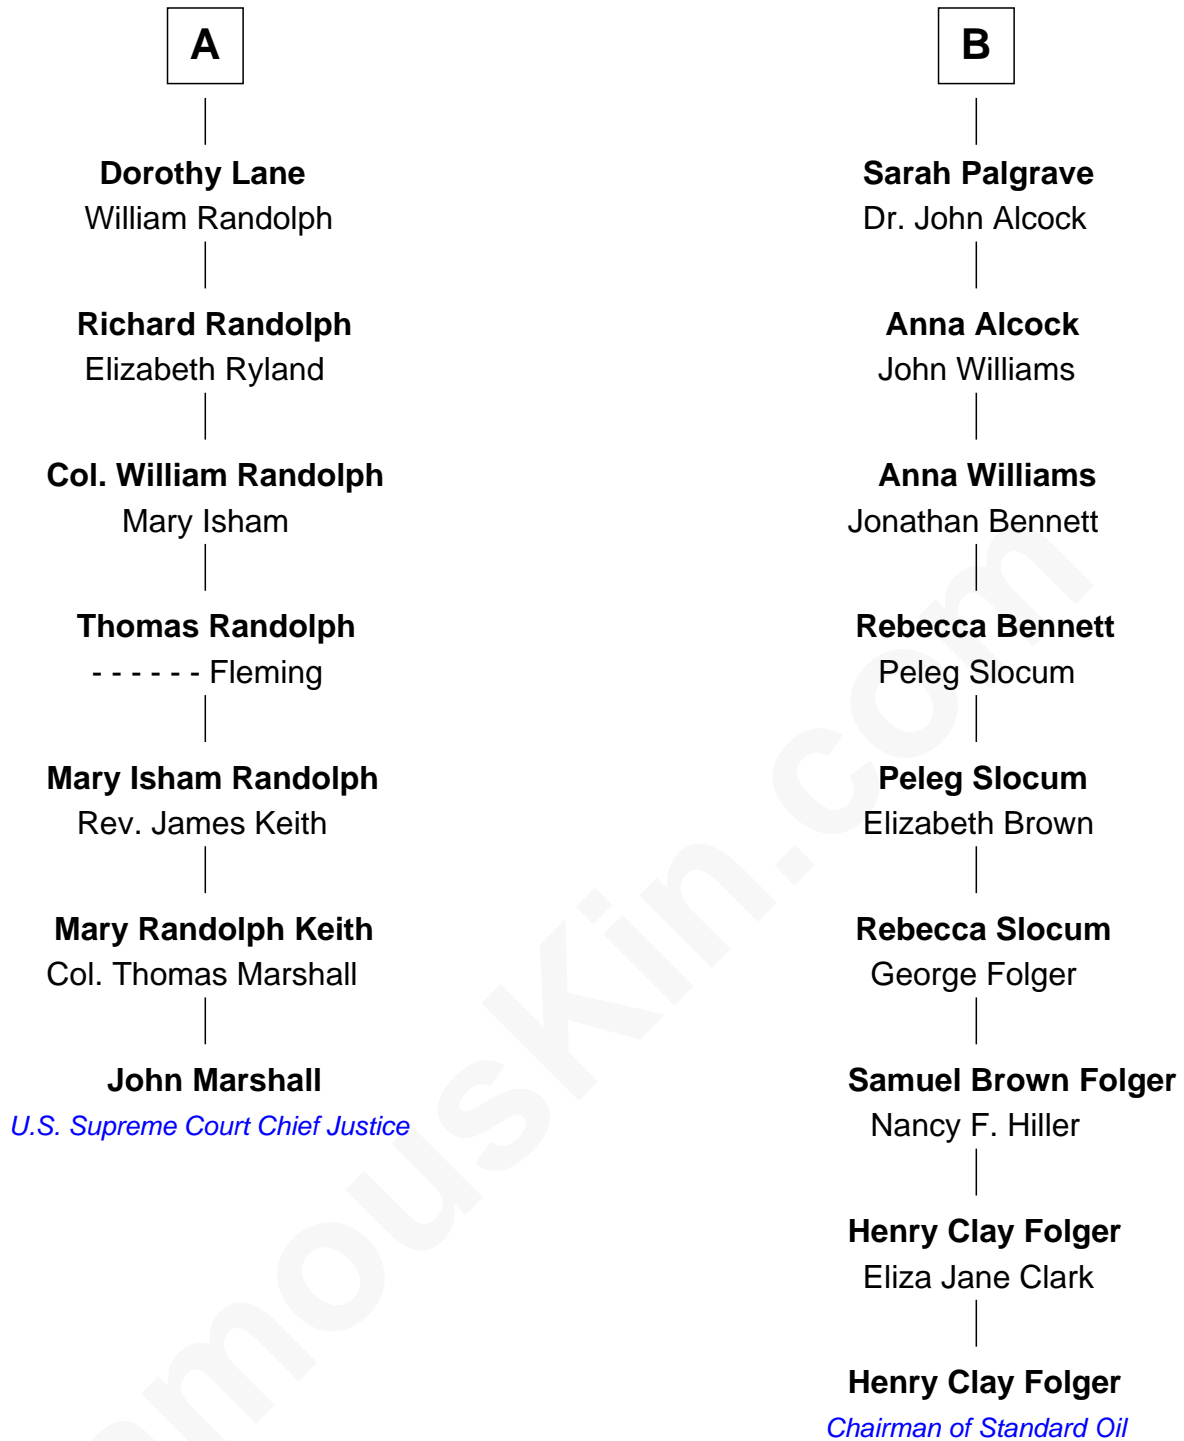 A
Dorothy Lane
William Randolph
Richard Randolph
Elizabeth Ryland
Col. William Randolph
Mary Isham
Thomas Randolph
- - - - - - Fleming
Mary Isham Randolph
Rev. James Keith
Mary Randolph Keith
Col. Thomas Marshall
John Marshall
U.S. Supreme Court Chief Justice
B
Sarah Palgrave
Dr. John Alcock
Anna Alcock
John Williams
Anna Williams
Jonathan Bennett
Rebecca Bennett
Peleg Slocum
Peleg Slocum
Elizabeth Brown
Rebecca Slocum
George Folger
Samuel Brown Folger
Nancy F. Hiller
Henry Clay Folger
Eliza Jane Clark
Henry Clay Folger
Chairman of Standard Oil
amouskin.com